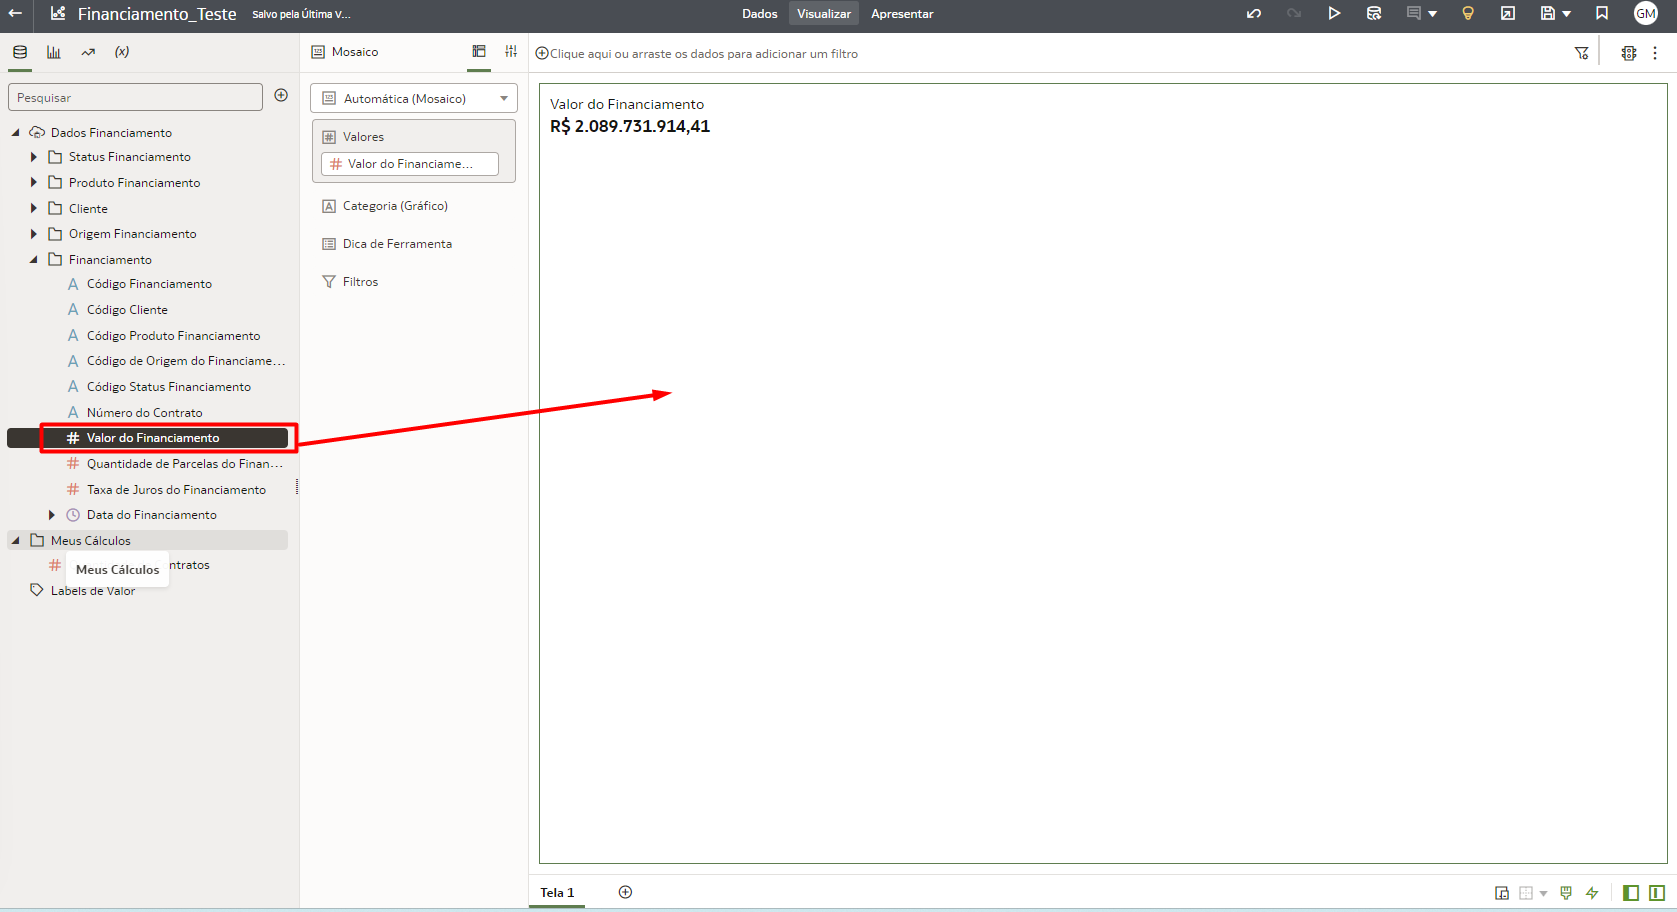 Financiamento_Teste
Salvo pela Última V...
Dados
Visualizar
Apresentar
GM
(x)
Mosaico
Clique aqui ou arraste os dados para adicionar um filtro
Pesquisar
Automática (Mosaico)
Valores
Valor do Financiame...
Categoria (Gráfico)
Dica de Ferramenta
Filtros
Dados Financiamento
Status Financiamento
Produto Financiamento
Cliente
Origem Financiamento
Financiamento
Código Financiamento
Código Cliente
Código Produto Financiamento
Código de Origem do Financiame...
Código Status Financiamento
Número do Contrato
Valor do Financiamento
Quantidade de Parcelas do Finan...
Taxa de Juros do Financiamento
Data do Financiamento
Meus Cálculos
ntratos
Meus Cálculos
Labels de Valor
Valor do Financiamento
R$ 2.089.731.914,41
Tela 1